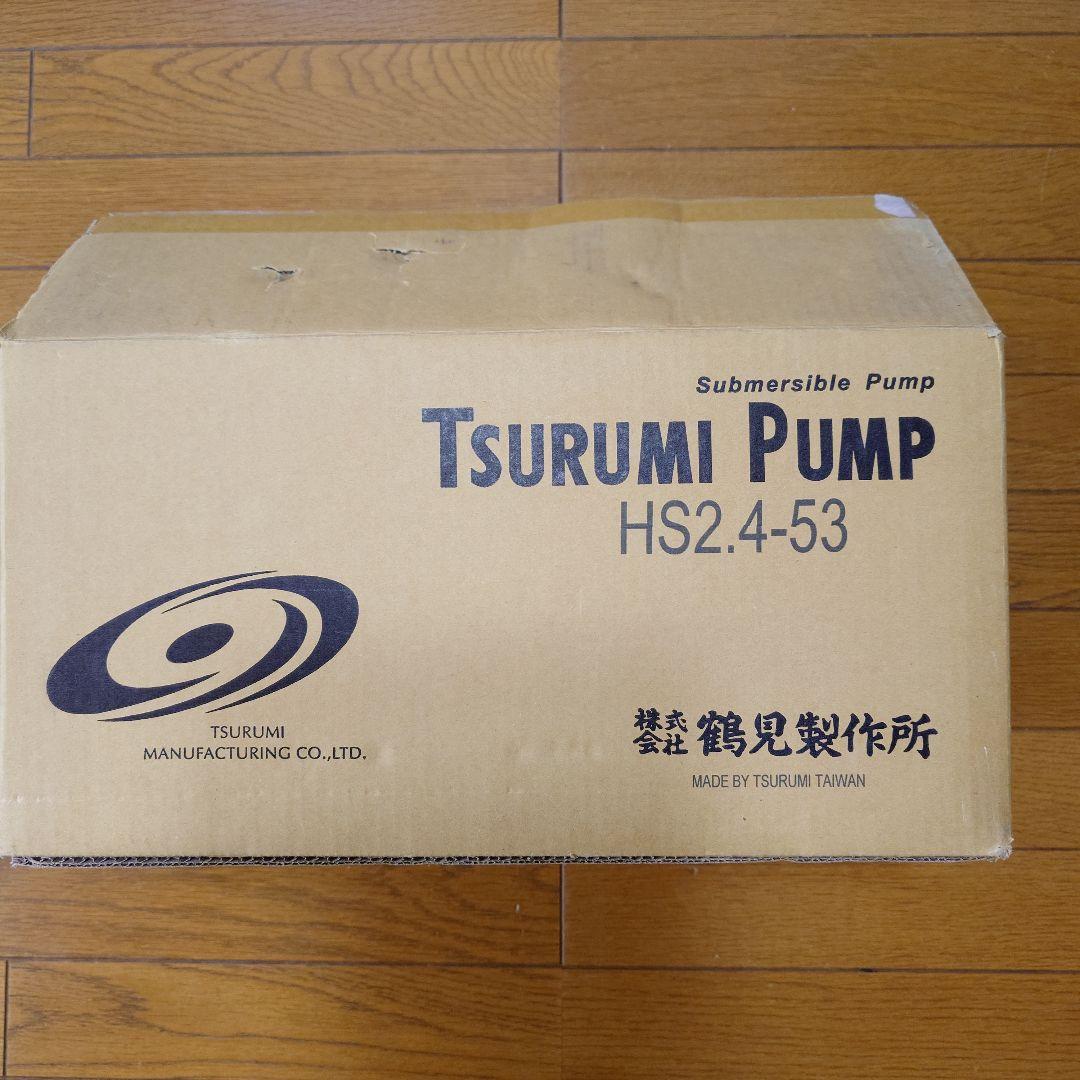 Submersible Pump
TSURUMI PUMP
HS2.4-53
TSURUMI
MANUFACTURING CO.,LTD.
株式会社 鶴見製作所
MADE BY TSURUMI TAIWAN